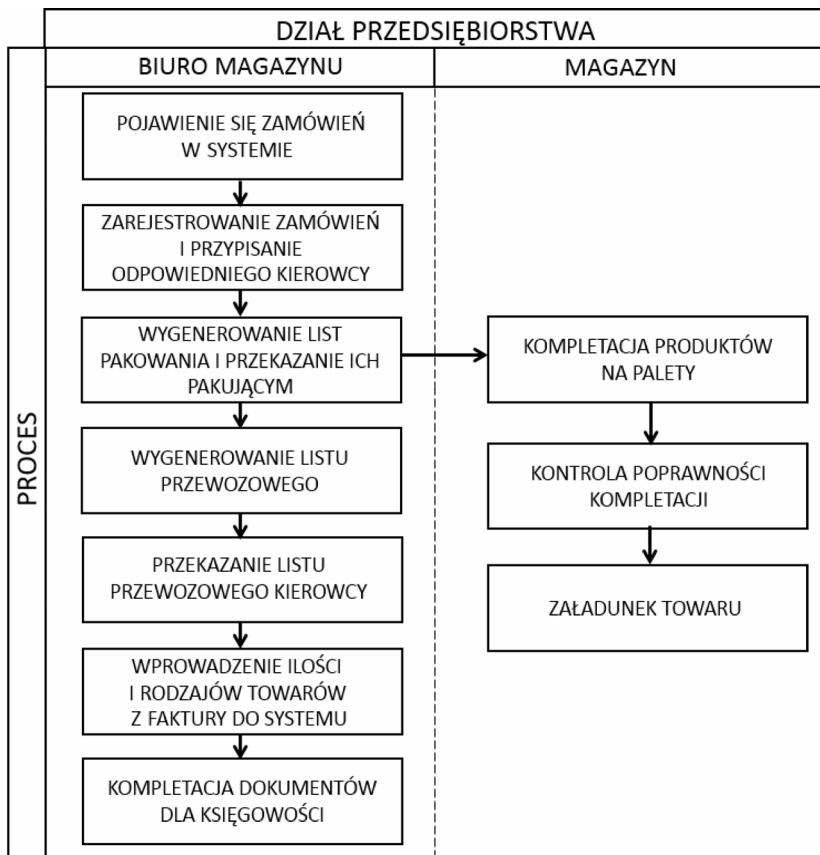 DZIAŁ PRZEDSIĘBIORSTWA
BIURO MAGAZYNU
MAGAZYN
PROCES
POJAWIENIE SIĘ ZAMÓWIEŃ
W SYSTEMIE
ZAREJESTROWANIE ZAMÓWIEŃ
I PRZYPISANIE
ODPOWIEDNIEGO KIEROWCY
WYGENEROWANIE LIST
PAKOWANIA I PRZEKAZANIE ICH
PAKUJĄCYM
WYGENEROWANIE LISTU
PRZEWOZOWEGO
PRZEKAZANIE LISTU
PRZEWOZOWEGO KIEROWCY
WPROWADZENIE ILOŚCI
I RODZAJÓW TOWARÓW
Z FAKTURY DO SYSTEMU
KOMPLETACJA DOKUMENTÓW
DLA KSIĘGOWOŚCI
KOMPLETACJA PRODUKTÓW
NA PALETY
KONTROLA POPRAWNOŚCI
KOMPLETACJI
ZAŁADUNEK TOWARU